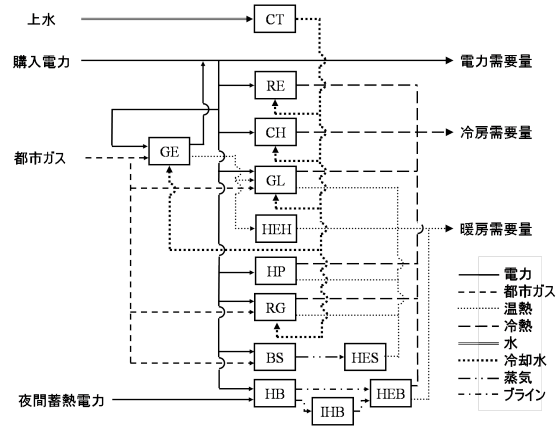 上水
CT
購入電力
電力需要量
RE
CH
冷房需要量
GE
都市ガス
GL
HEH
暖房需要量
HP
RG
BS
HES
夜間蓄熱電力
HB
HEB
IHB
電力
都市ガス
温熱
冷熱
水
冷却水
蒸気
ブライン